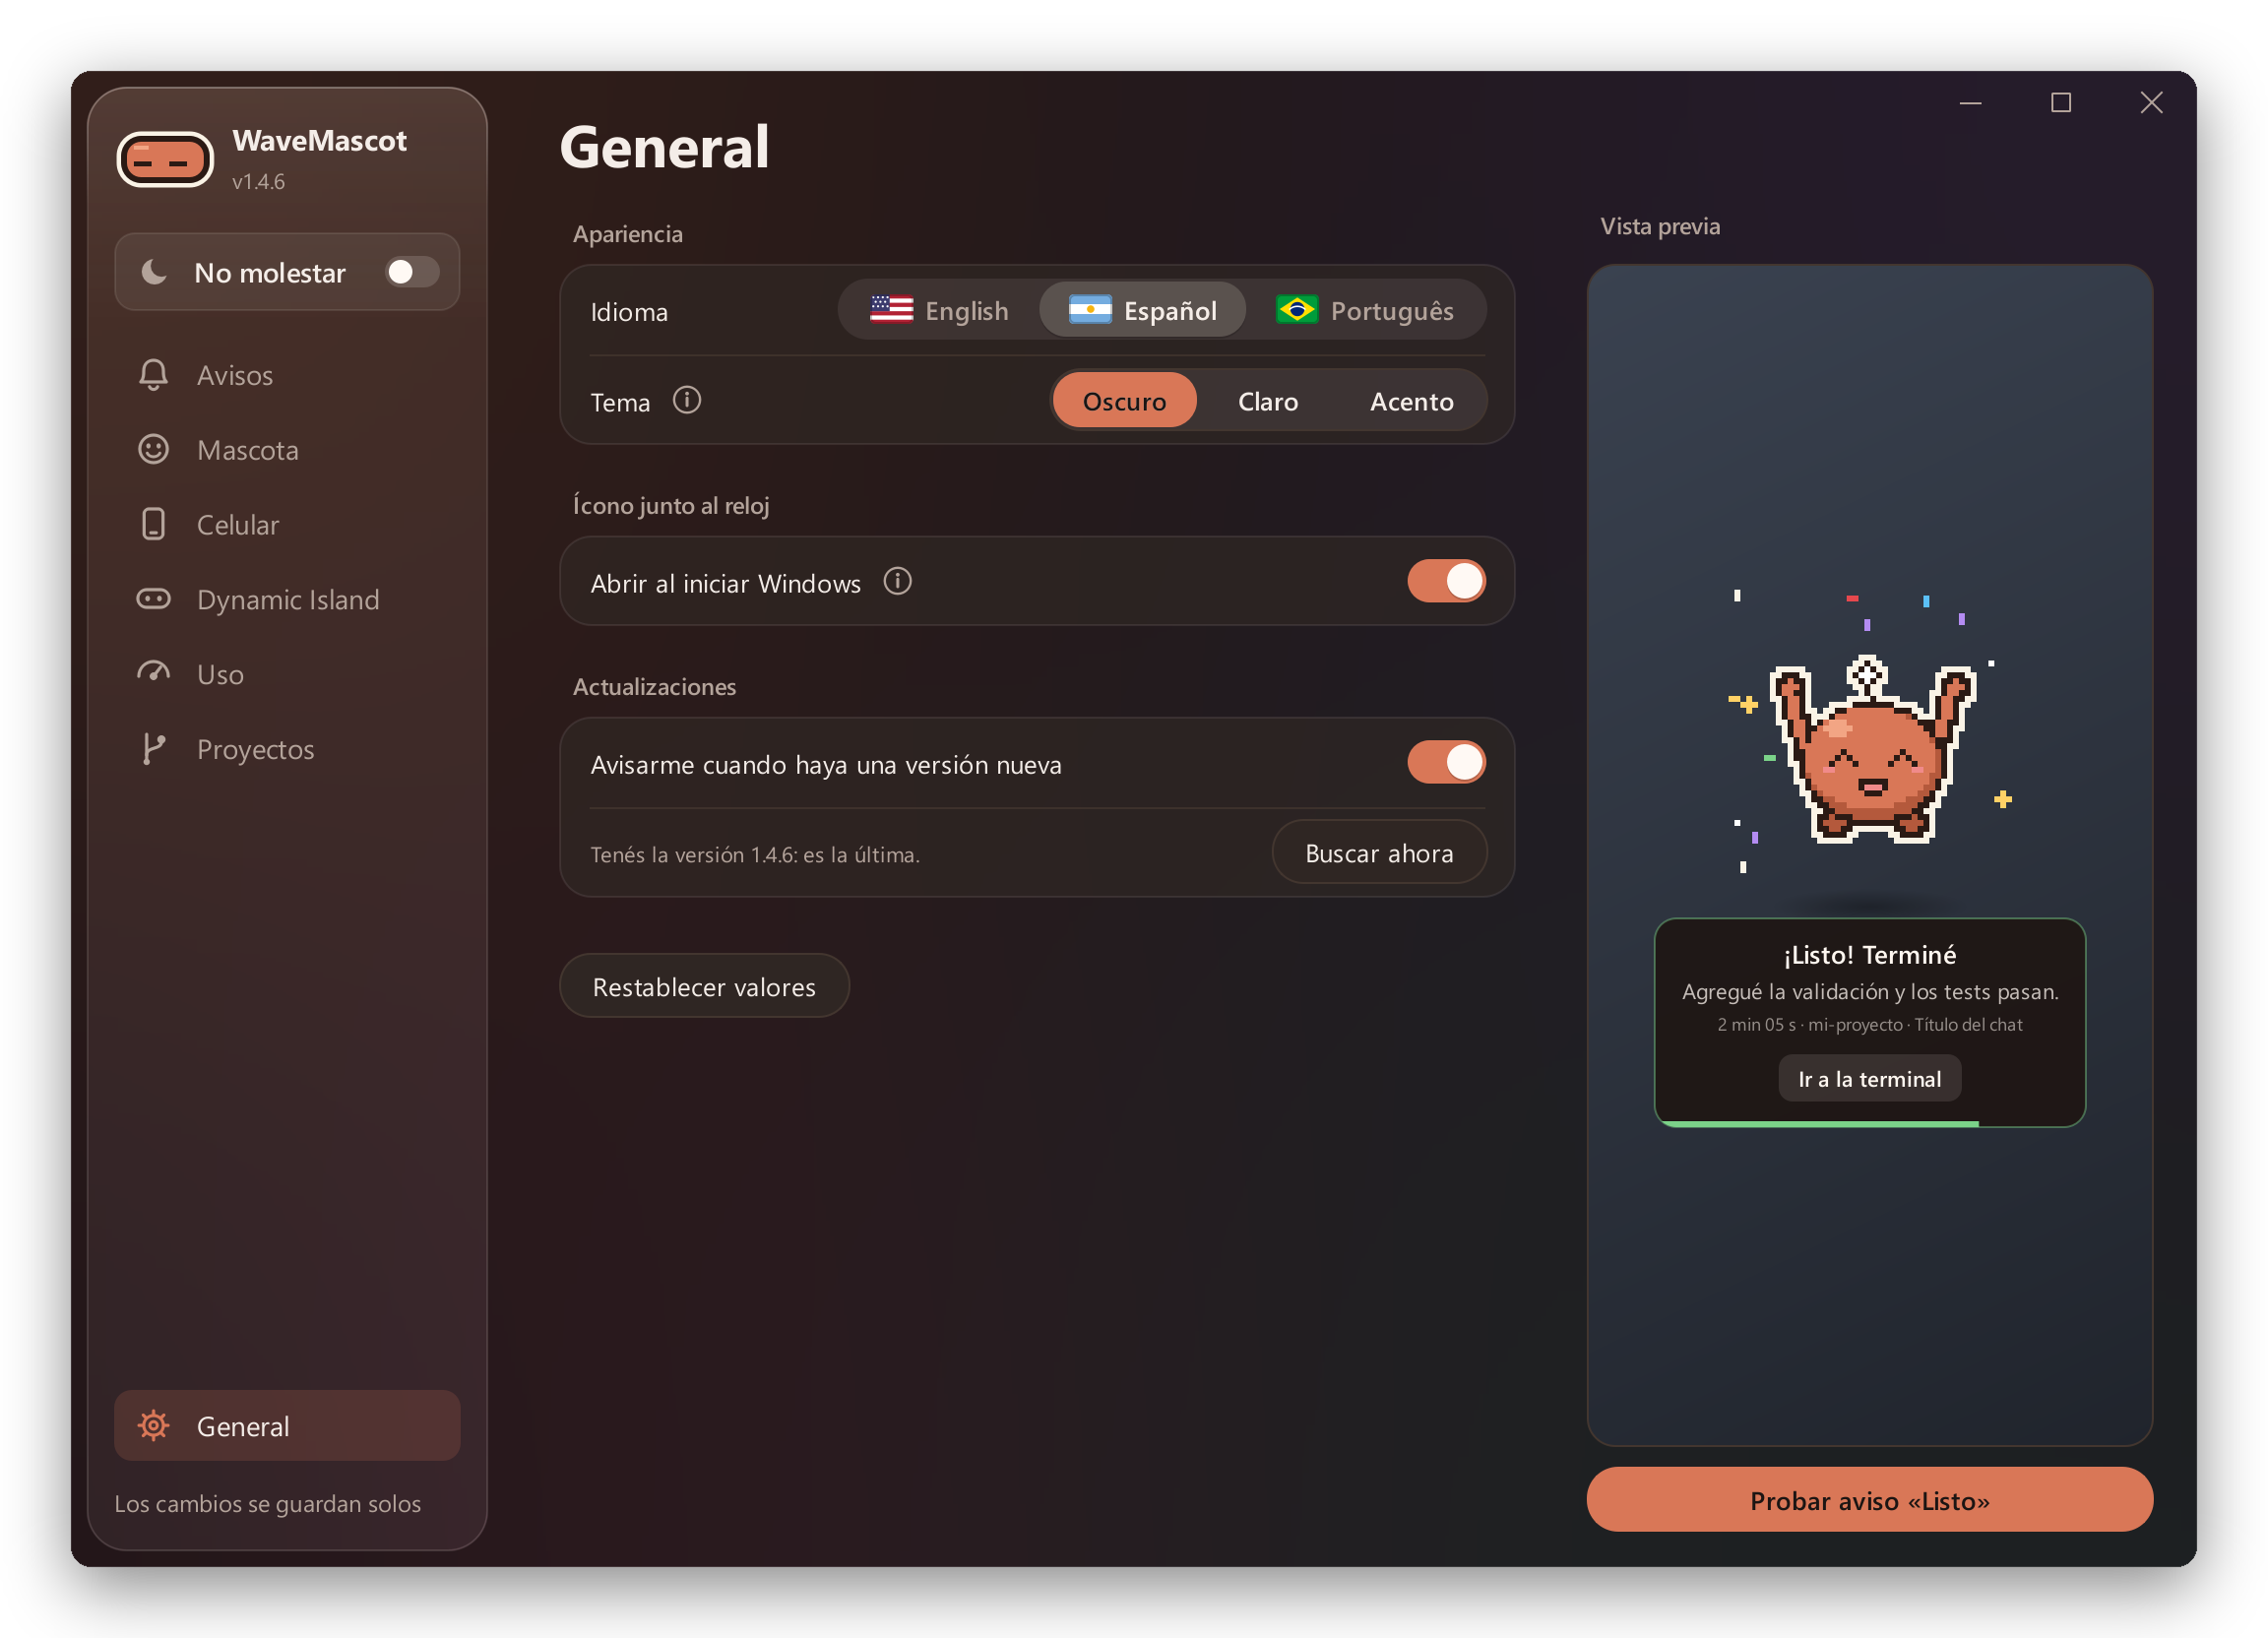 WaveMascot
v1.4.6
No molestar
Avisos
Mascota
Celular
Dynamic Island
Uso
Proyectos
General
Los cambios se guardan solos
General
Apariencia
Idioma
English
Español
Português
Tema
Oscuro
Claro
Acento
Ícono junto al reloj
Abrir al iniciar Windows
Actualizaciones
Avisarme cuando haya una versión nueva
Tenés la versión 1.4.6: es la última.
Buscar ahora
Restablecer valores
Vista previa
¡Listo! Terminé
Agregué la validación y los tests pasan.
2 min 05 s · mi-proyecto · Título del chat
Ir a la terminal
Probar aviso «Listo»